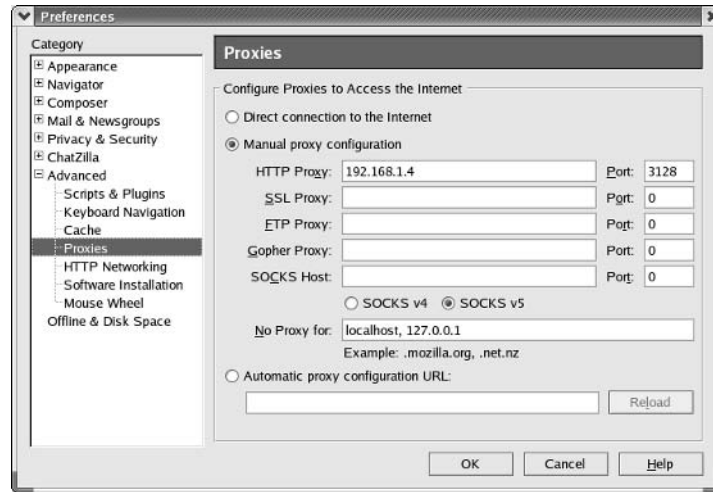 Preferences
Category
Appearance
Navigator
Composer
Mail & Newsgroups
Privacy & Security
ChatZilla
Advanced
Scripts & Plugins
Keyboard Navigation
Cache
Proxies
HTTP Networking
Software Installation
Mouse Wheel
Offline & Disk Space
Proxies
Configure Proxies to Access the Internet
Direct connection to the Internet
Manual proxy configuration
HTTP Proxy: 192.168.1.4 Port: 3128
SSL Proxy: Port: 0
FTP Proxy: Port: 0
Gopher Proxy: Port: 0
SOCKS Host: Port: 0
SOCKS v4 SOCKS v5
No Proxy for: localhost, 127.0.0.1
Example: .mozilla.org, .net.nz
Automatic proxy configuration URL:
Reload
OK Cancel Help